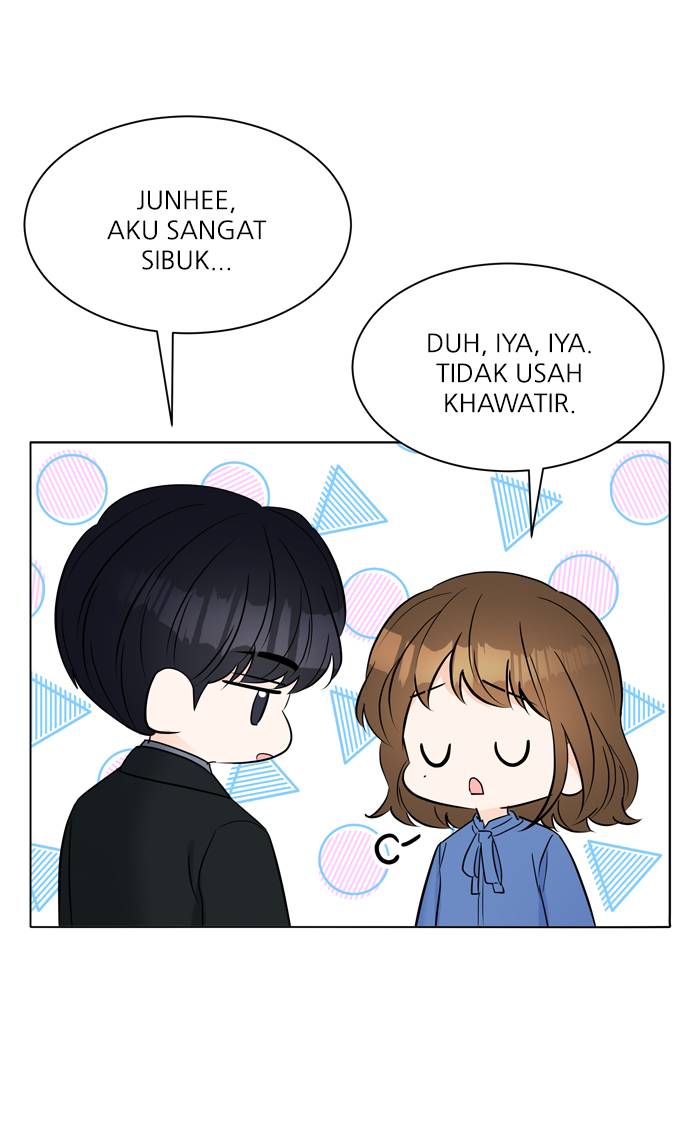 JUNHEE,
AKU SANGAT
SIBUK...
DUH, IYA, IYA.
TIDAK USAH
KHAWATIR.